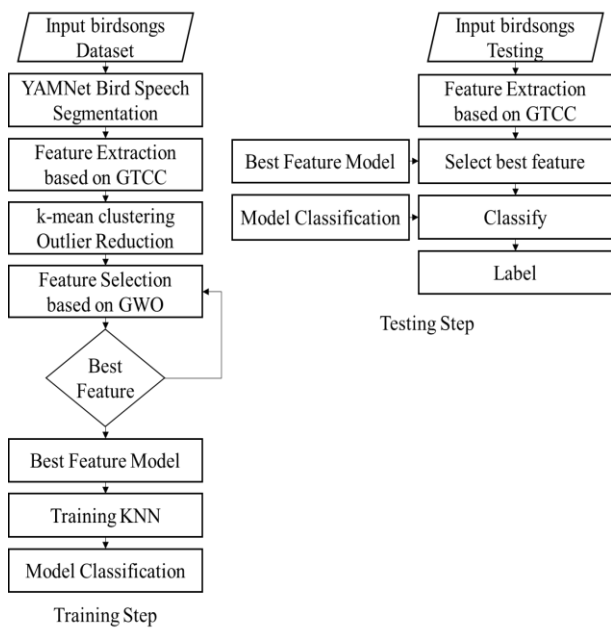 Input birdsongs
Dataset
YAMNet Bird Speech
Segmentation
Feature Extraction
based on GTCC
k-mean clustering
Outlier Reduction
Feature Selection
based on GWO
Best
Feature
Best Feature Model
Training KNN
Model Classification
Training Step
Input birdsongs
Testing
Feature Extraction
based on GTCC
Best Feature Model
Select best feature
Model Classification
Classify
Label
Testing Step